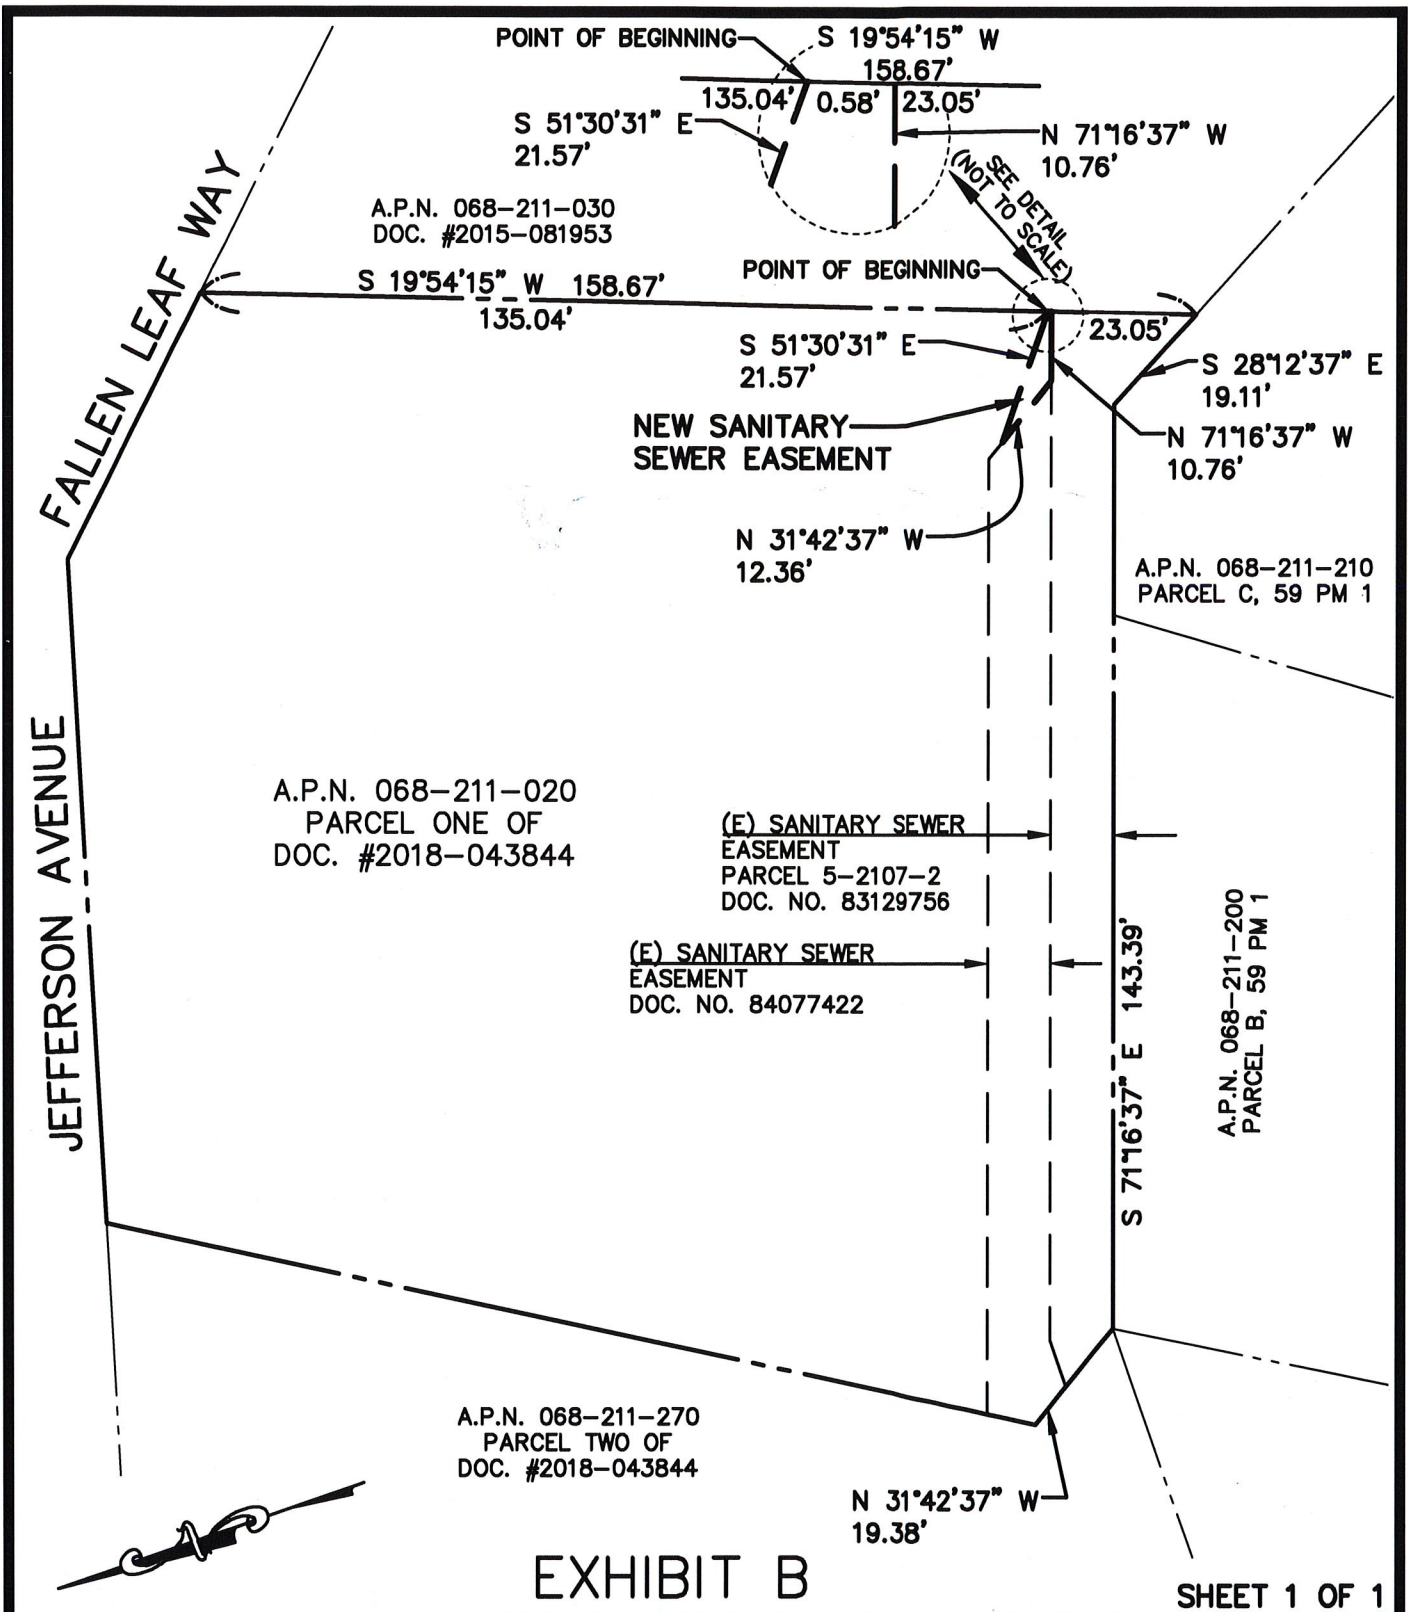 POINT OF BEGINNING
S 19°54'15" W
158.67'
135.04'
0.58'
23.05'
S 51°30'31" E
21.57'
N 71°16'37" W
10.76'
SEE DETAIL
(NOT TO SCALE)
A.P.N. 068-211-030
DOC. #2015-081953
FALLEN LEAF WAY
S 19°54'15" W 158.67'
135.04'
POINT OF BEGINNING
23.05'
S 51°30'31" E
21.57'
S 28°12'37" E
19.11'
NEW SANITARY
SEWER EASEMENT
N 71°16'37" W
10.76'
N 31°42'37" W
12.36'
A.P.N. 068-211-210
PARCEL C, 59 PM 1
JEFFERSON AVENUE
A.P.N. 068-211-020
PARCEL ONE OF
DOC. #2018-043844
(E) SANITARY SEWER
EASEMENT
PARCEL 5-2107-2
DOC. NO. 83129756
(E) SANITARY SEWER
EASEMENT
DOC. NO. 84077422
S 71°16'37" E 143.39'
A.P.N. 068-211-200
PARCEL B, 59 PM 1
A.P.N. 068-211-270
PARCEL TWO OF
DOC. #2018-043844
N 31°42'37" W
19.38'
EXHIBIT B
SHEET 1 OF 1